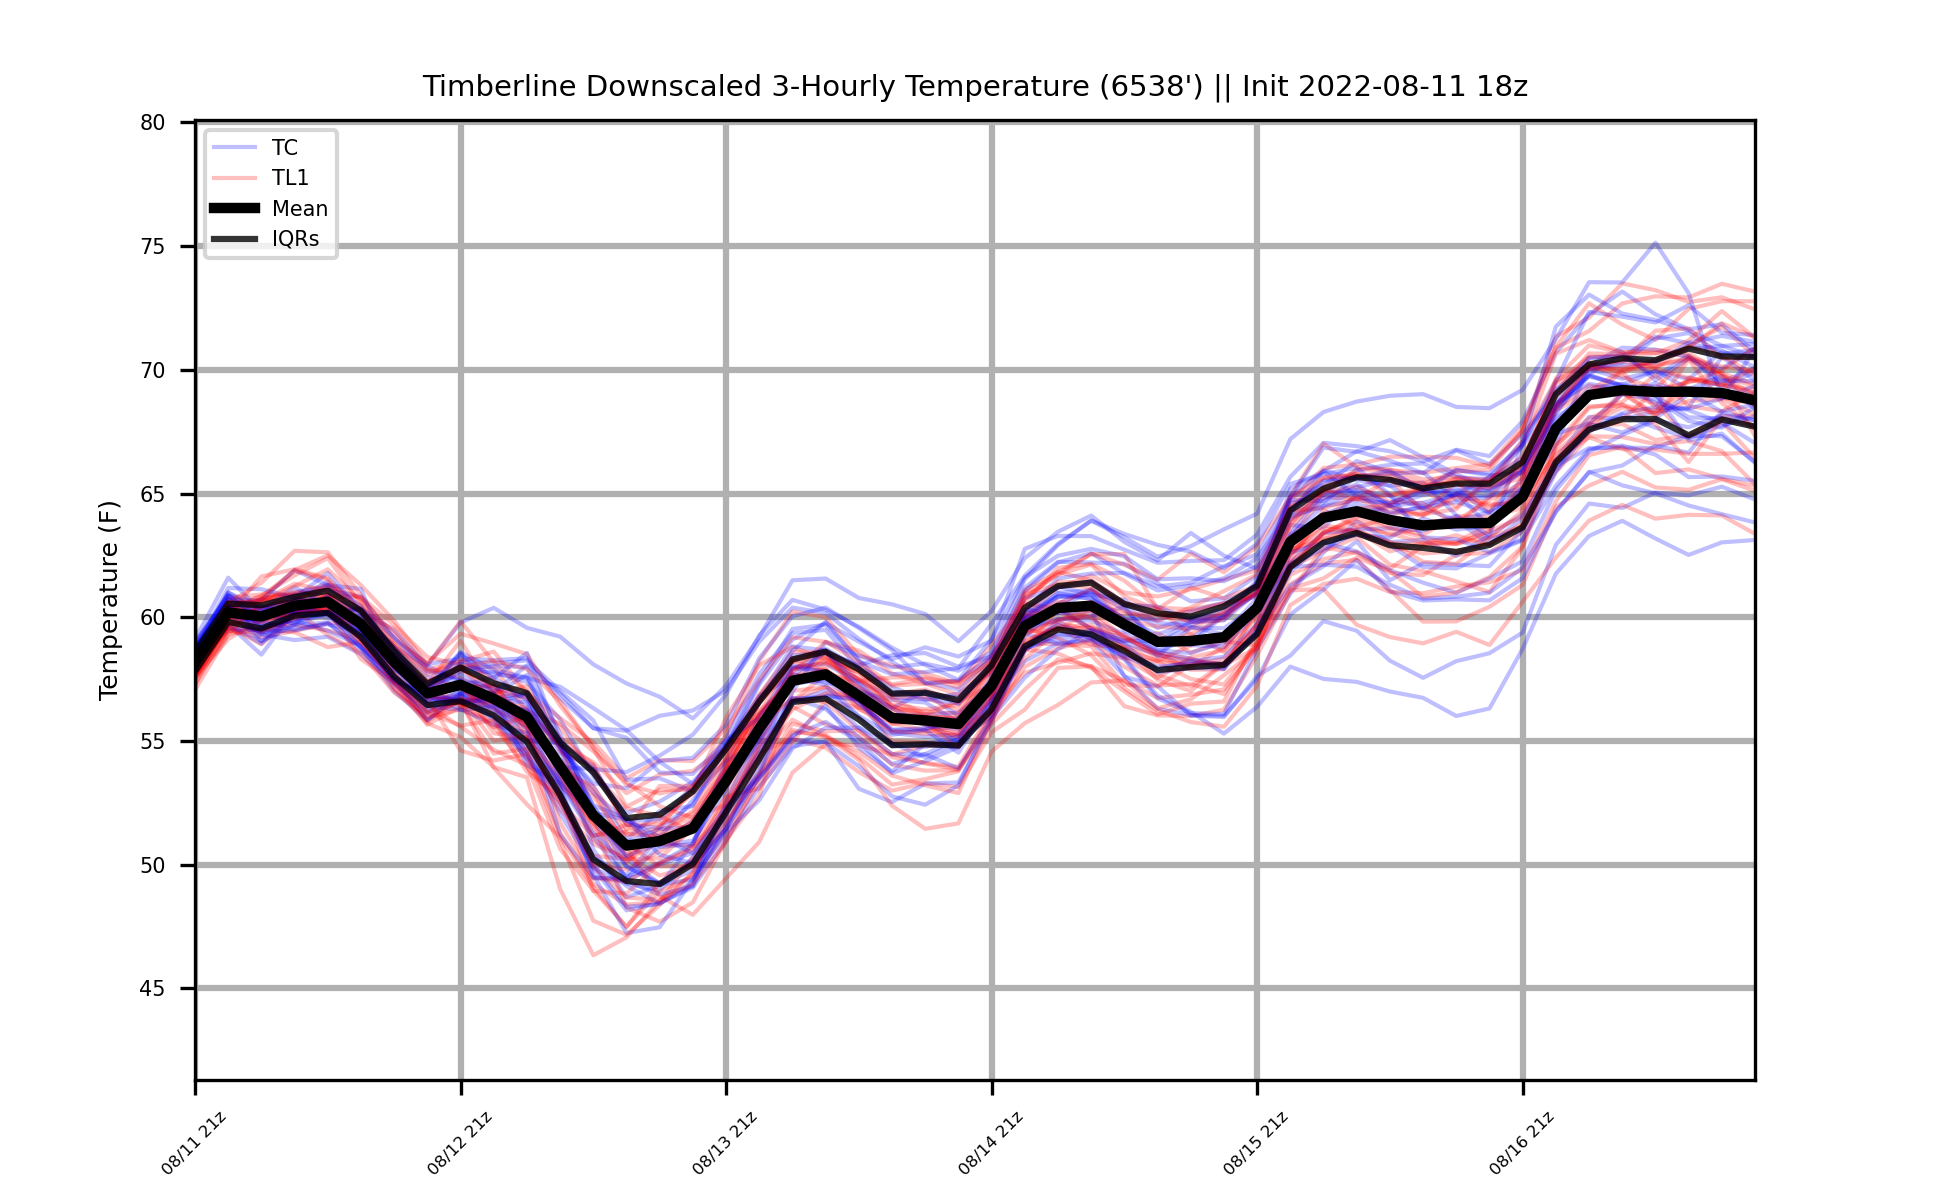 Timberline Downscaled 3-Hourly Temperature (6538') || Init 2022-08-11 18z
TC
TL1
Mean
IQRs
Temperature (F)
80
75
70
65
60
55
50
45
08/11 21z
08/12 21z
08/13 21z
08/14 21z
08/15 21z
08/16 21z